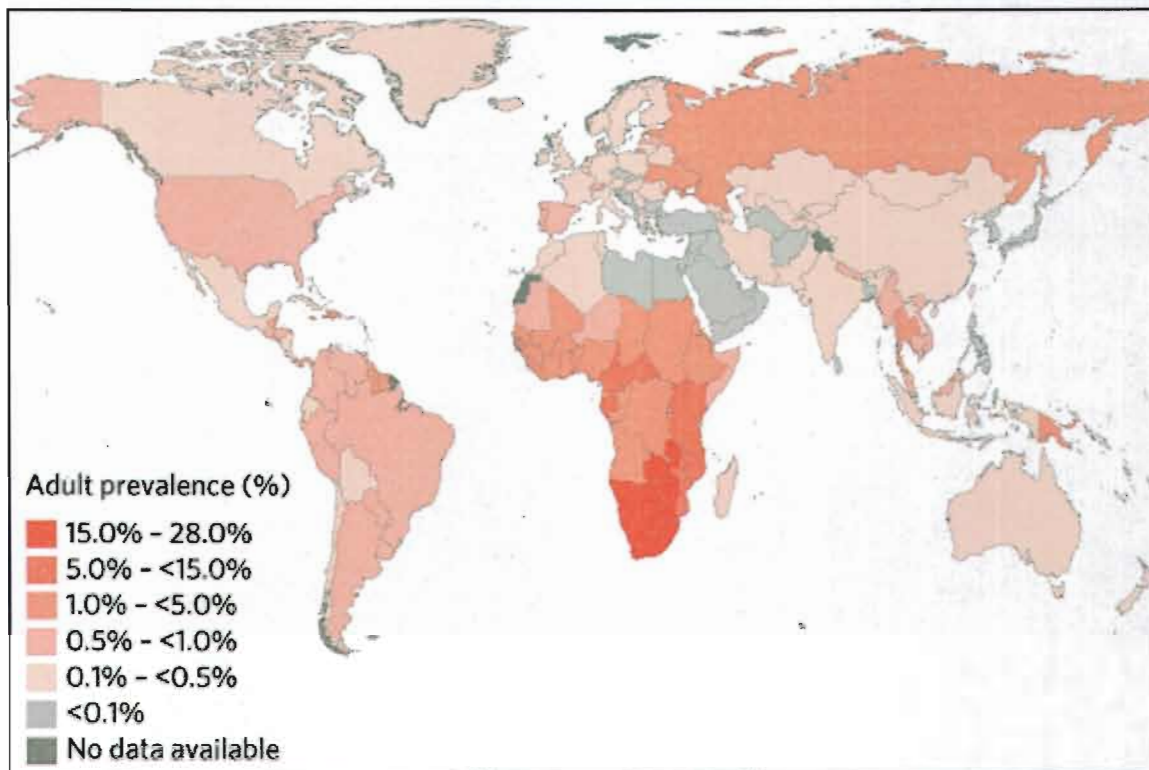 Adult prevalence (%)
15.0% – 28.0%
5.0% – <15.0%
1.0% – <5.0%
0.5% – <1.0%
0.1% – <0.5%
<0.1%
No data available